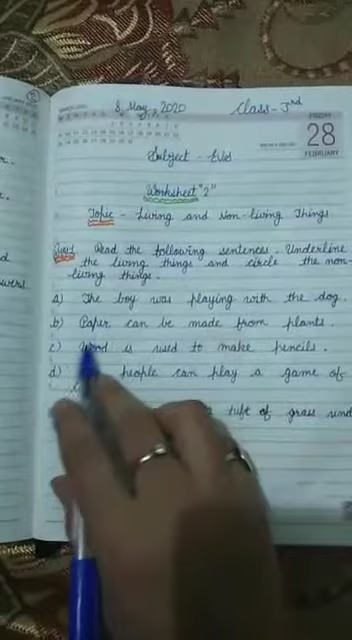 8, May, 2020
Class - 3rd
FRIDAY
28
FEBRUARY
Subject - EVS
Worksheet "2"
Topic - Living and Non-living Things
Ques1 Read the following sentences. Underline
the living things and circle the non-
living things.
a) The boy was playing with the dog.
b) Paper can be made from plants.
c) Wood is used to make pencils.
d) people can play a game of
a tuft of grass und